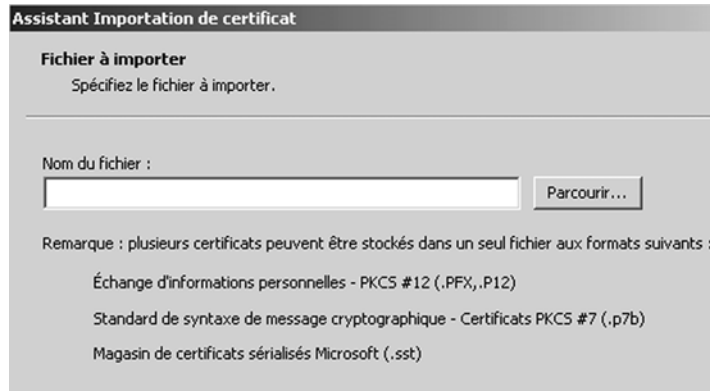 Assistant Importation de certificat
Fichier à importer
Spécifiez le fichier à importer.
Nom du fichier :
Parcourir...
Remarque : plusieurs certificats peuvent être stockés dans un seul fichier aux formats suivants :
Échange d'informations personnelles - PKCS #12 (.PFX,.P12)
Standard de syntaxe de message cryptographique - Certificats PKCS #7 (.p7b)
Magasin de certificats sérialisés Microsoft (.sst)